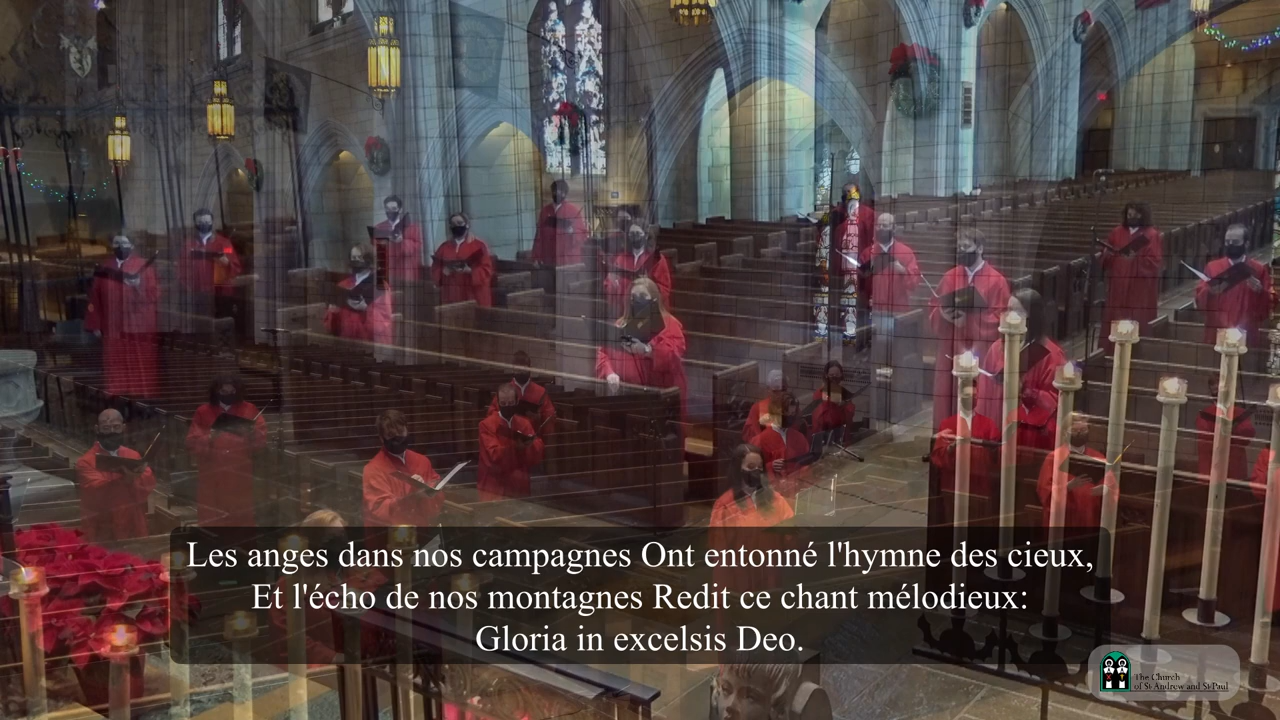 Les anges dans nos campagnes Ont entonné l'hymne des cieux,
Et l'écho de nos montagnes Redit ce chant mélodieux:
Gloria in excelsis Deo.
The Church
of St Andrew and St Paul